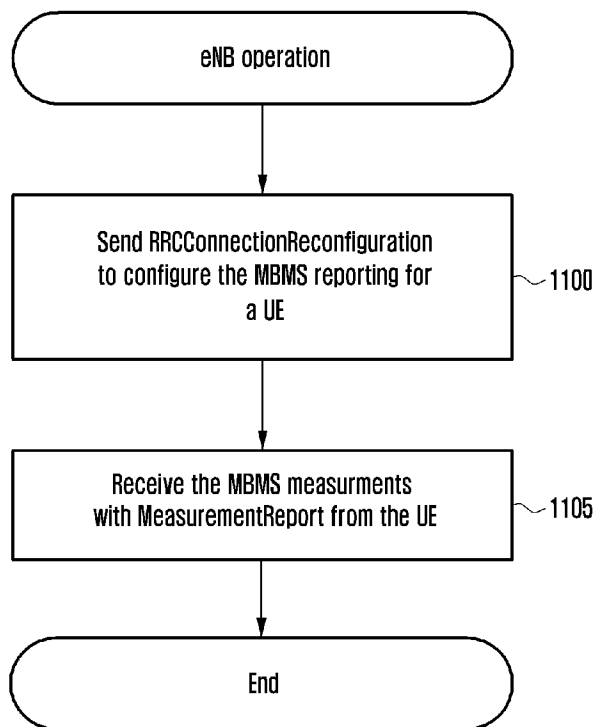 eNB operation
Send RRCConnectionReconfiguration
to configure the MBMS reporting for
a UE
1100
Receive the MBMS measurments
with MeasurementReport from the UE
1105
End